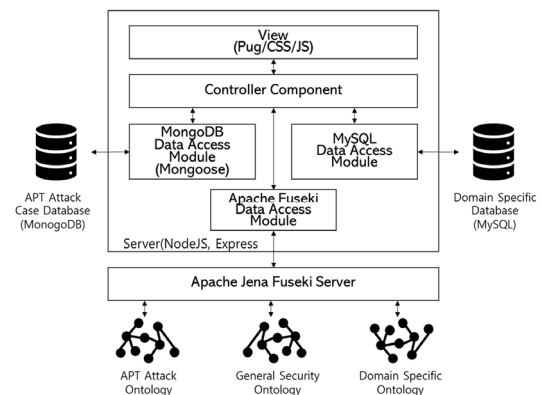 View
(Pug/CSS/JS)
Controller Component
MongoDB
Data Access
Module
(Mongoose)
MySQL
Data Access
Module
APT Attack
Case Database
(MonogoDB)
Domain Specific
Database
(MySQL)
Apache Fuseki
Data Access
Module
Server(NodeJS, Express
Apache Jena Fuseki Server
APT Attack
Ontology
General Security
Ontology
Domain Specific
Ontology